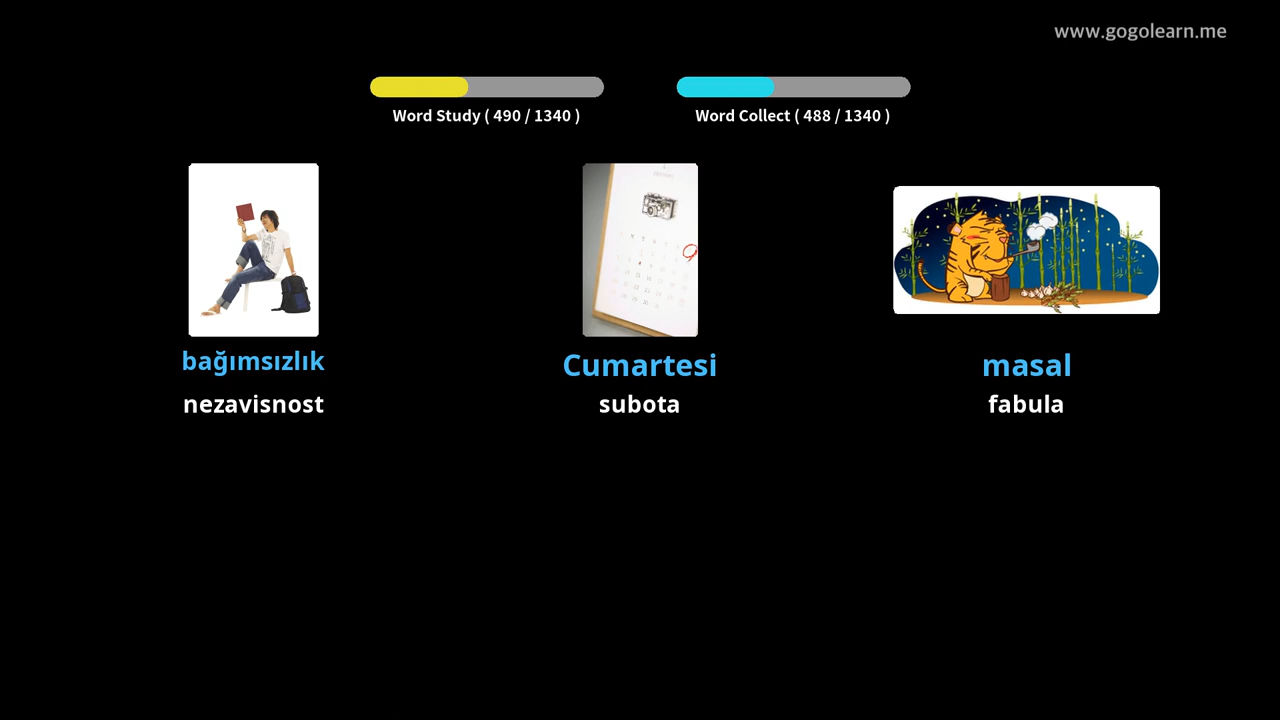 www.gogolearn.me
Word Study ( 490 / 1340 )
Word Collect ( 488 / 1340 )
bağımsızlık
Cumartesi
masal
nezavisnost
subota
fabula